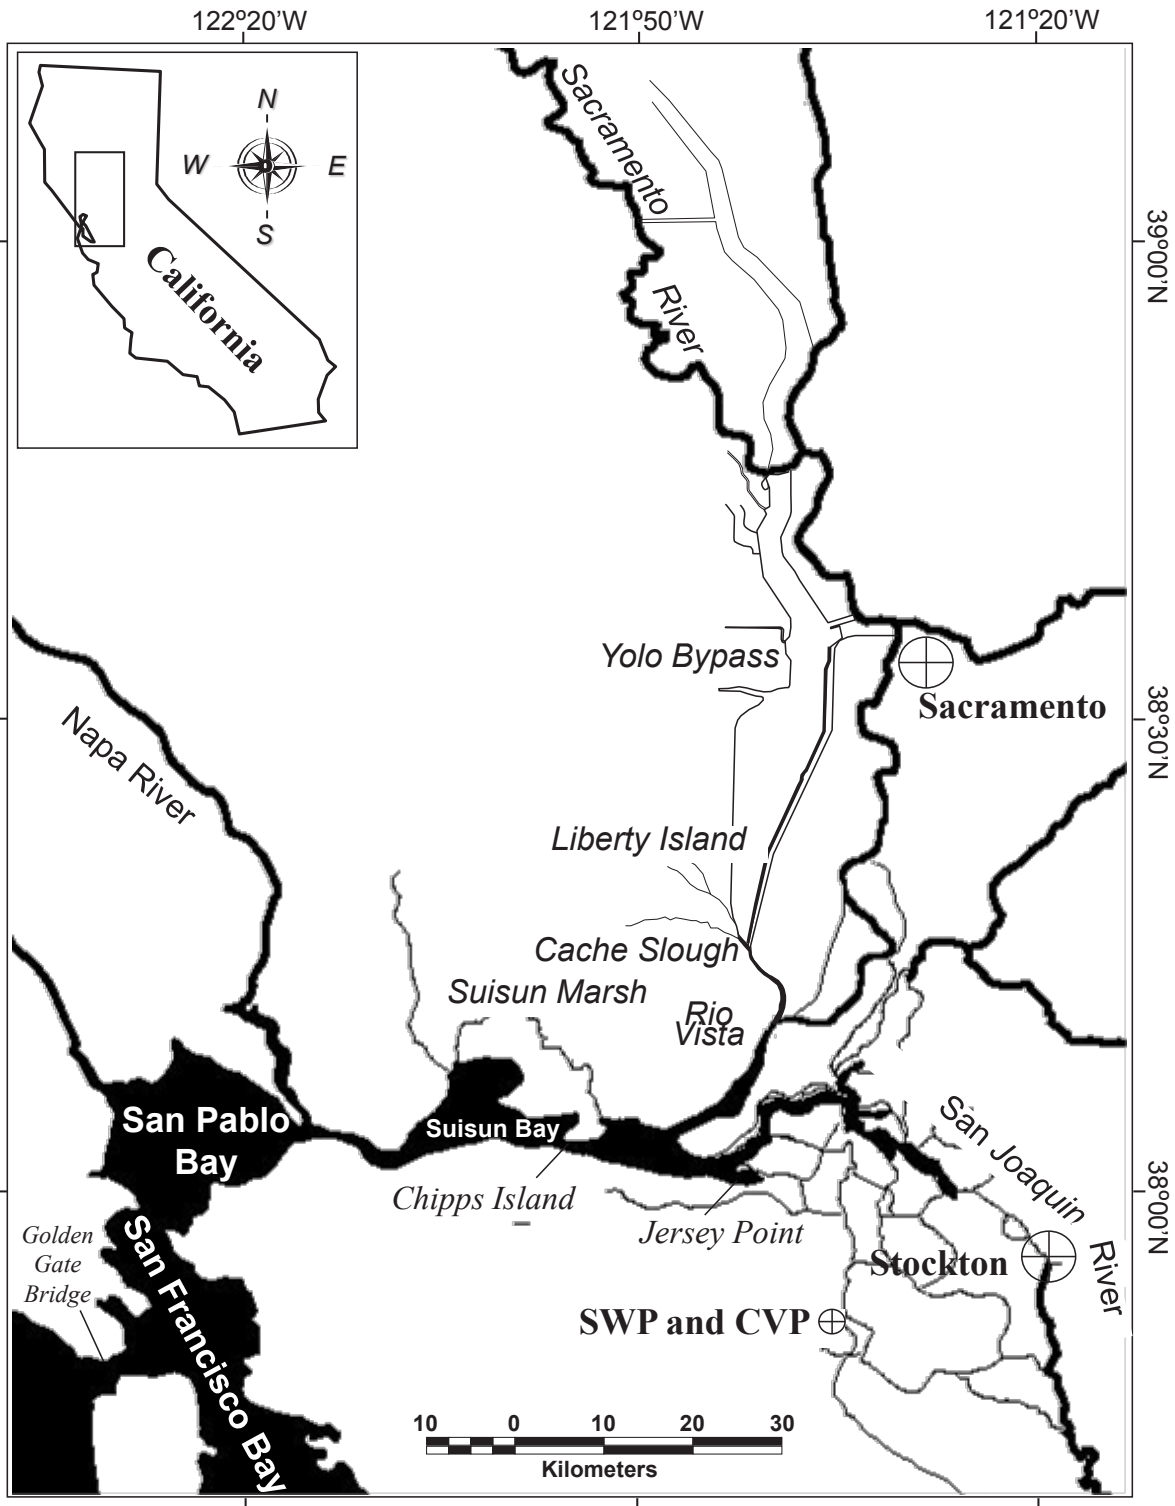 122°20'W
121°50'W
121°20'W
N
W
E
S
California
Sacramento
River
39°00'N
Yolo Bypass
Sacramento
38°30'N
Napa River
Liberty Island
Cache Slough
Suisun Marsh
Rio
Vista
San Pablo
Bay
Suisun Bay
San Joaquin
River
Chipps Island
Jersey Point
38°00'N
Golden
Gate
Bridge
San Francisco Bay
Stockton
SWP and CVP
10 0 10 20 30
Kilometers